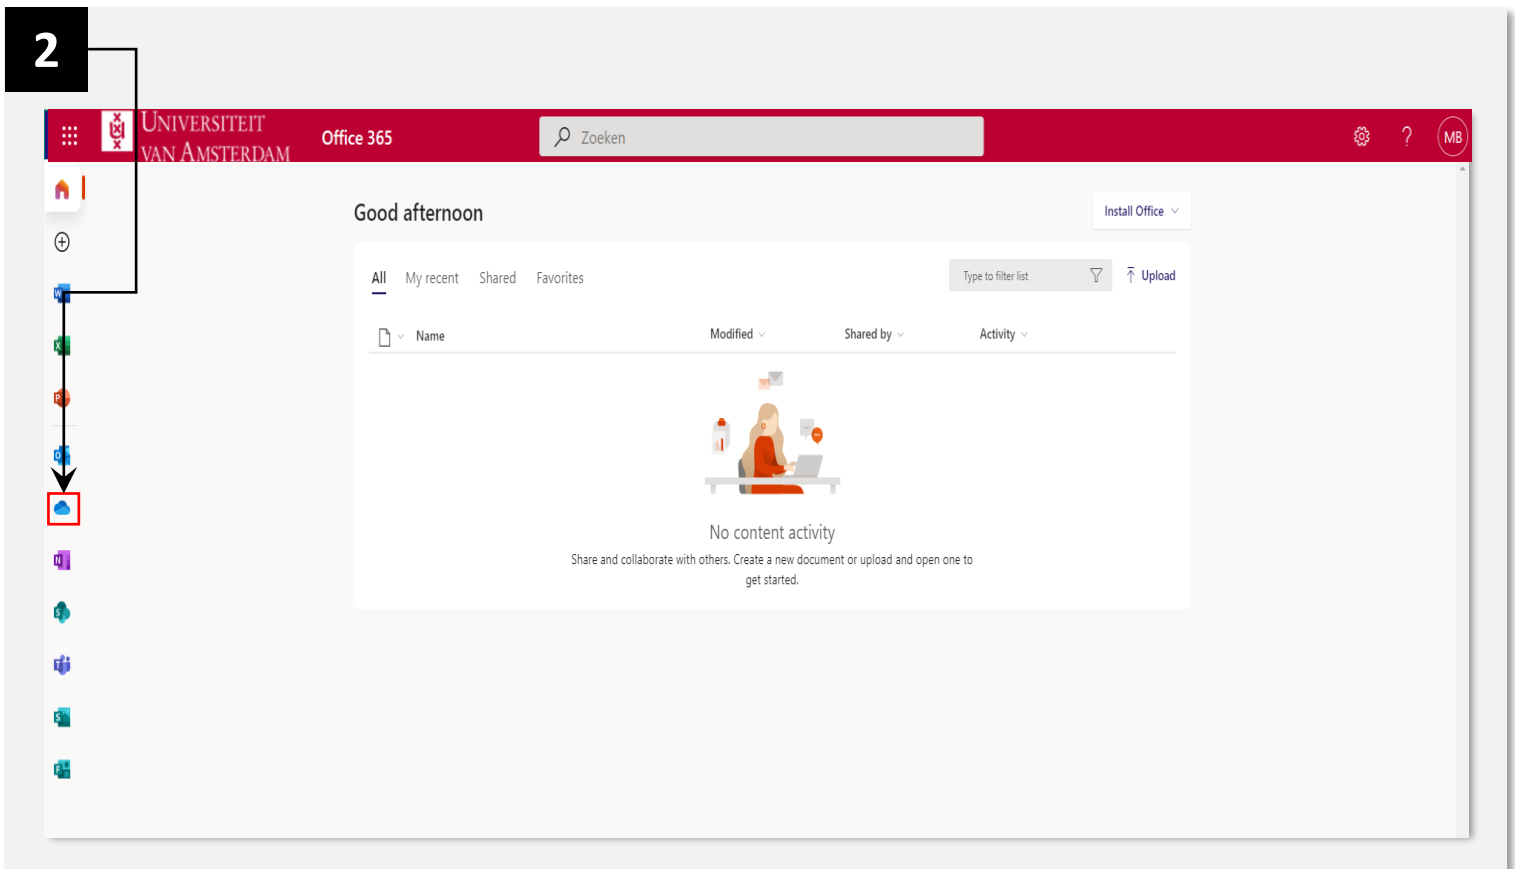 2
UNIVERSITEIT
VAN AMSTERDAM
Office 365
Zoeken
?
MB
Good afternoon
Install Office
All My recent Shared Favorites
Type to filter list
Upload
Name Modified Shared by Activity
No content activity
Share and collaborate with others. Create a new document or upload and open one to
get started.